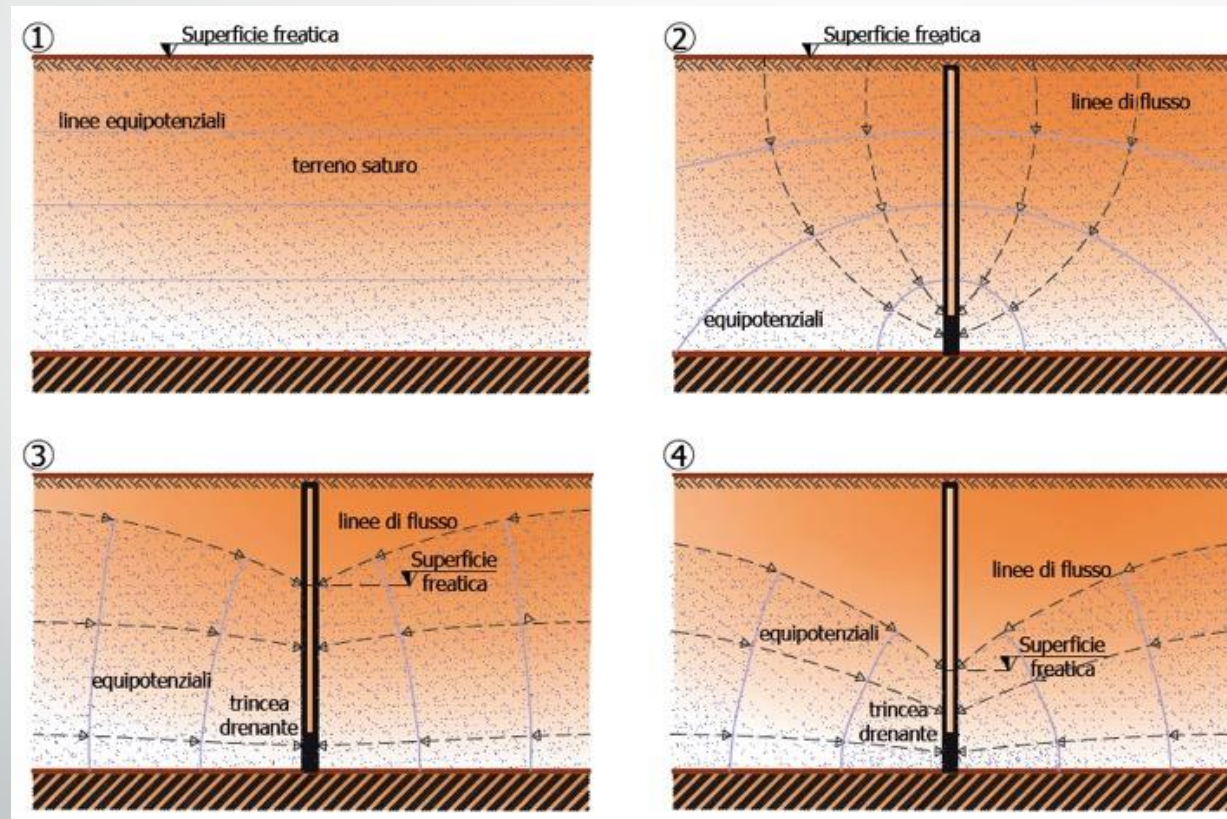 ①
Superficie freatica
linee equipotenziali
terreno saturo
②
Superficie freatica
linee di flusso
equipotenziali
③
linee di flusso
Superficie
freatica
equipotenziali
trincea
drenante
④
linee di flusso
equipotenziali
Superficie
freatica
trincea
drenante